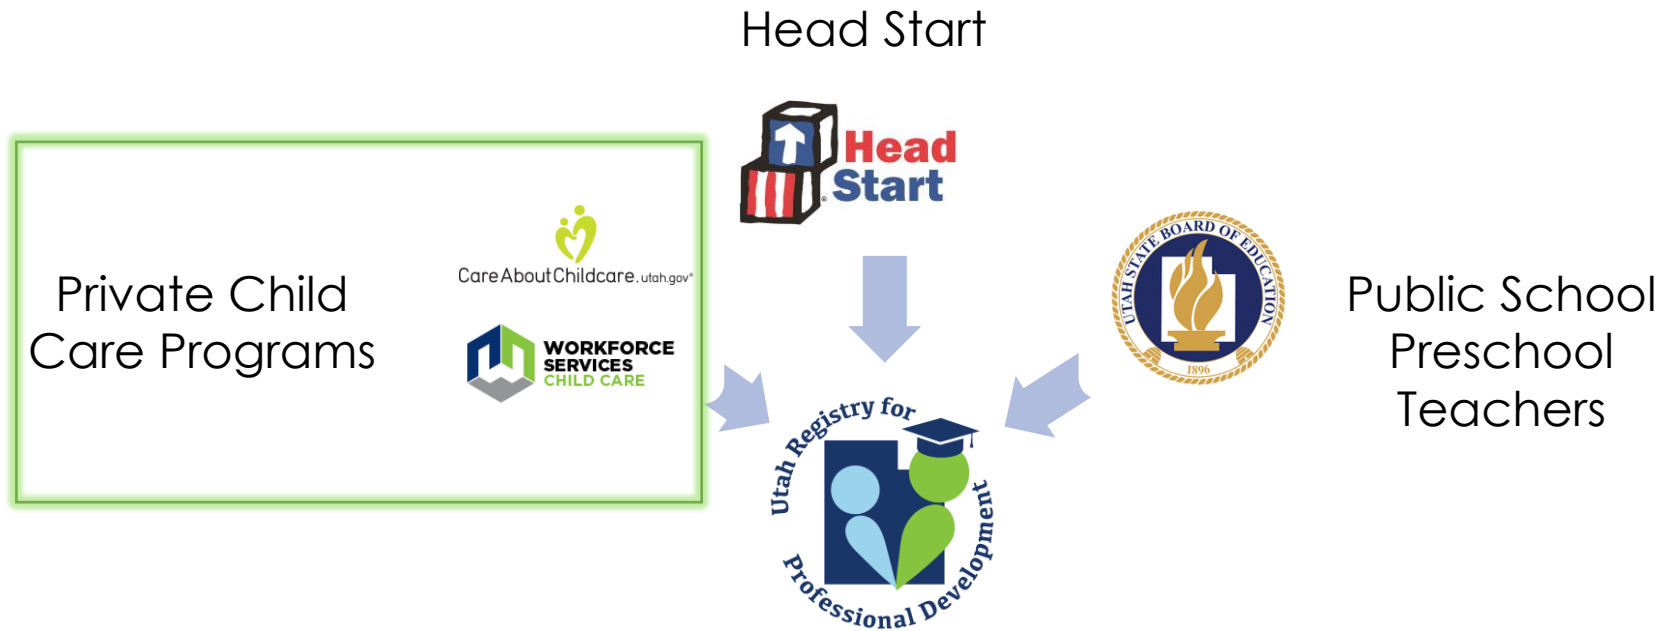 Head Start
Head
Start
Private Child
Care Programs
CareAboutChildcare.utah.gov®
WORKFORCE
SERVICES
CHILD CARE
UTAH STATE BOARD OF EDUCATION
1896
Public School
Preschool
Teachers
Utah Registry for
Professional Development